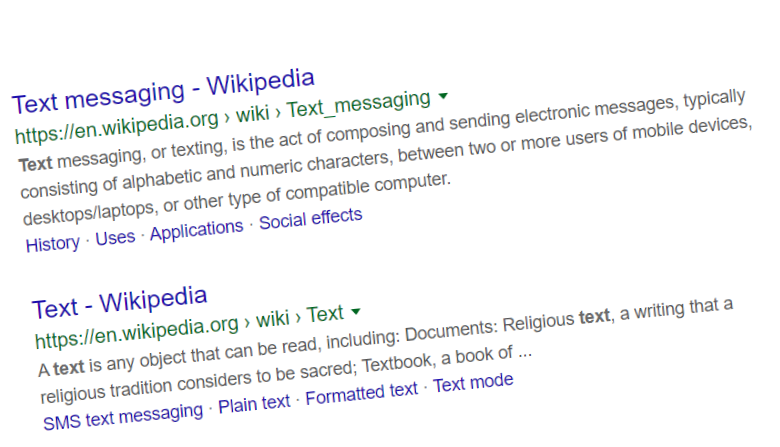 Text messaging - Wikipedia
https://en.wikipedia.org › wiki › Text_messaging
Text messaging, or texting, is the act of composing and sending electronic messages, typically
consisting of alphabetic and numeric characters, between two or more users of mobile devices,
desktops/laptops, or other type of compatible computer.
History · Uses · Applications · Social effects
Text - Wikipedia
https://en.wikipedia.org › wiki › Text
A text is any object that can be read, including: Documents: Religious text, a writing that a
religious tradition considers to be sacred; Textbook, a book of ...
SMS text messaging · Plain text · Formatted text · Text mode